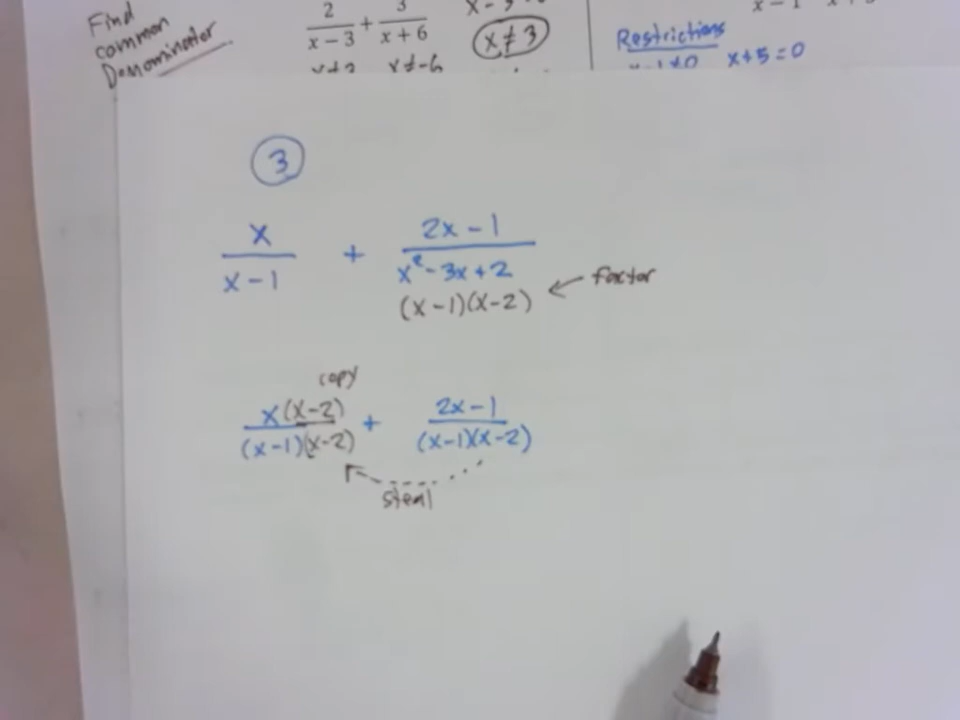 Find
common
Denominator
2/(x-3) + 3/(x+6)
x≠3
Restrictions
x+5=0
3
x/(x-1) + (2x-1)/(x²-3x+2)
(x-1)(x-2) ← factor
copy
x(x-2)/((x-1)(x-2)) + (2x-1)/((x-1)(x-2))
steal